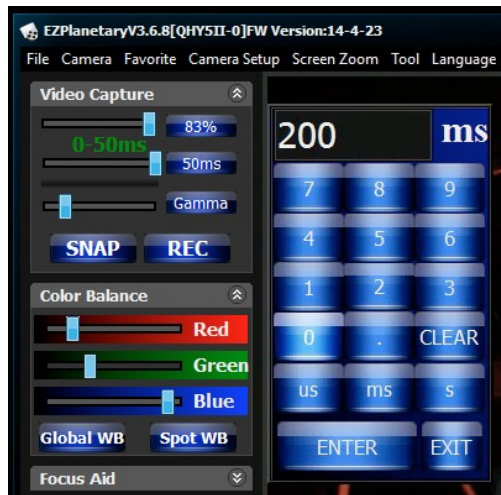 EZPlanetaryV3.6.8[QHY5II-0]FW Version:14-4-23
File Camera Favorite Camera Setup Screen Zoom Tool Language
Video Capture
83%
0-50ms
50ms
Gamma
SNAP REC
Color Balance
Red
Green
Blue
Global WB Spot WB
Focus Aid
200 ms
7 8 9
4 5 6
1 2 3
0 . CLEAR
us ms s
ENTER EXIT